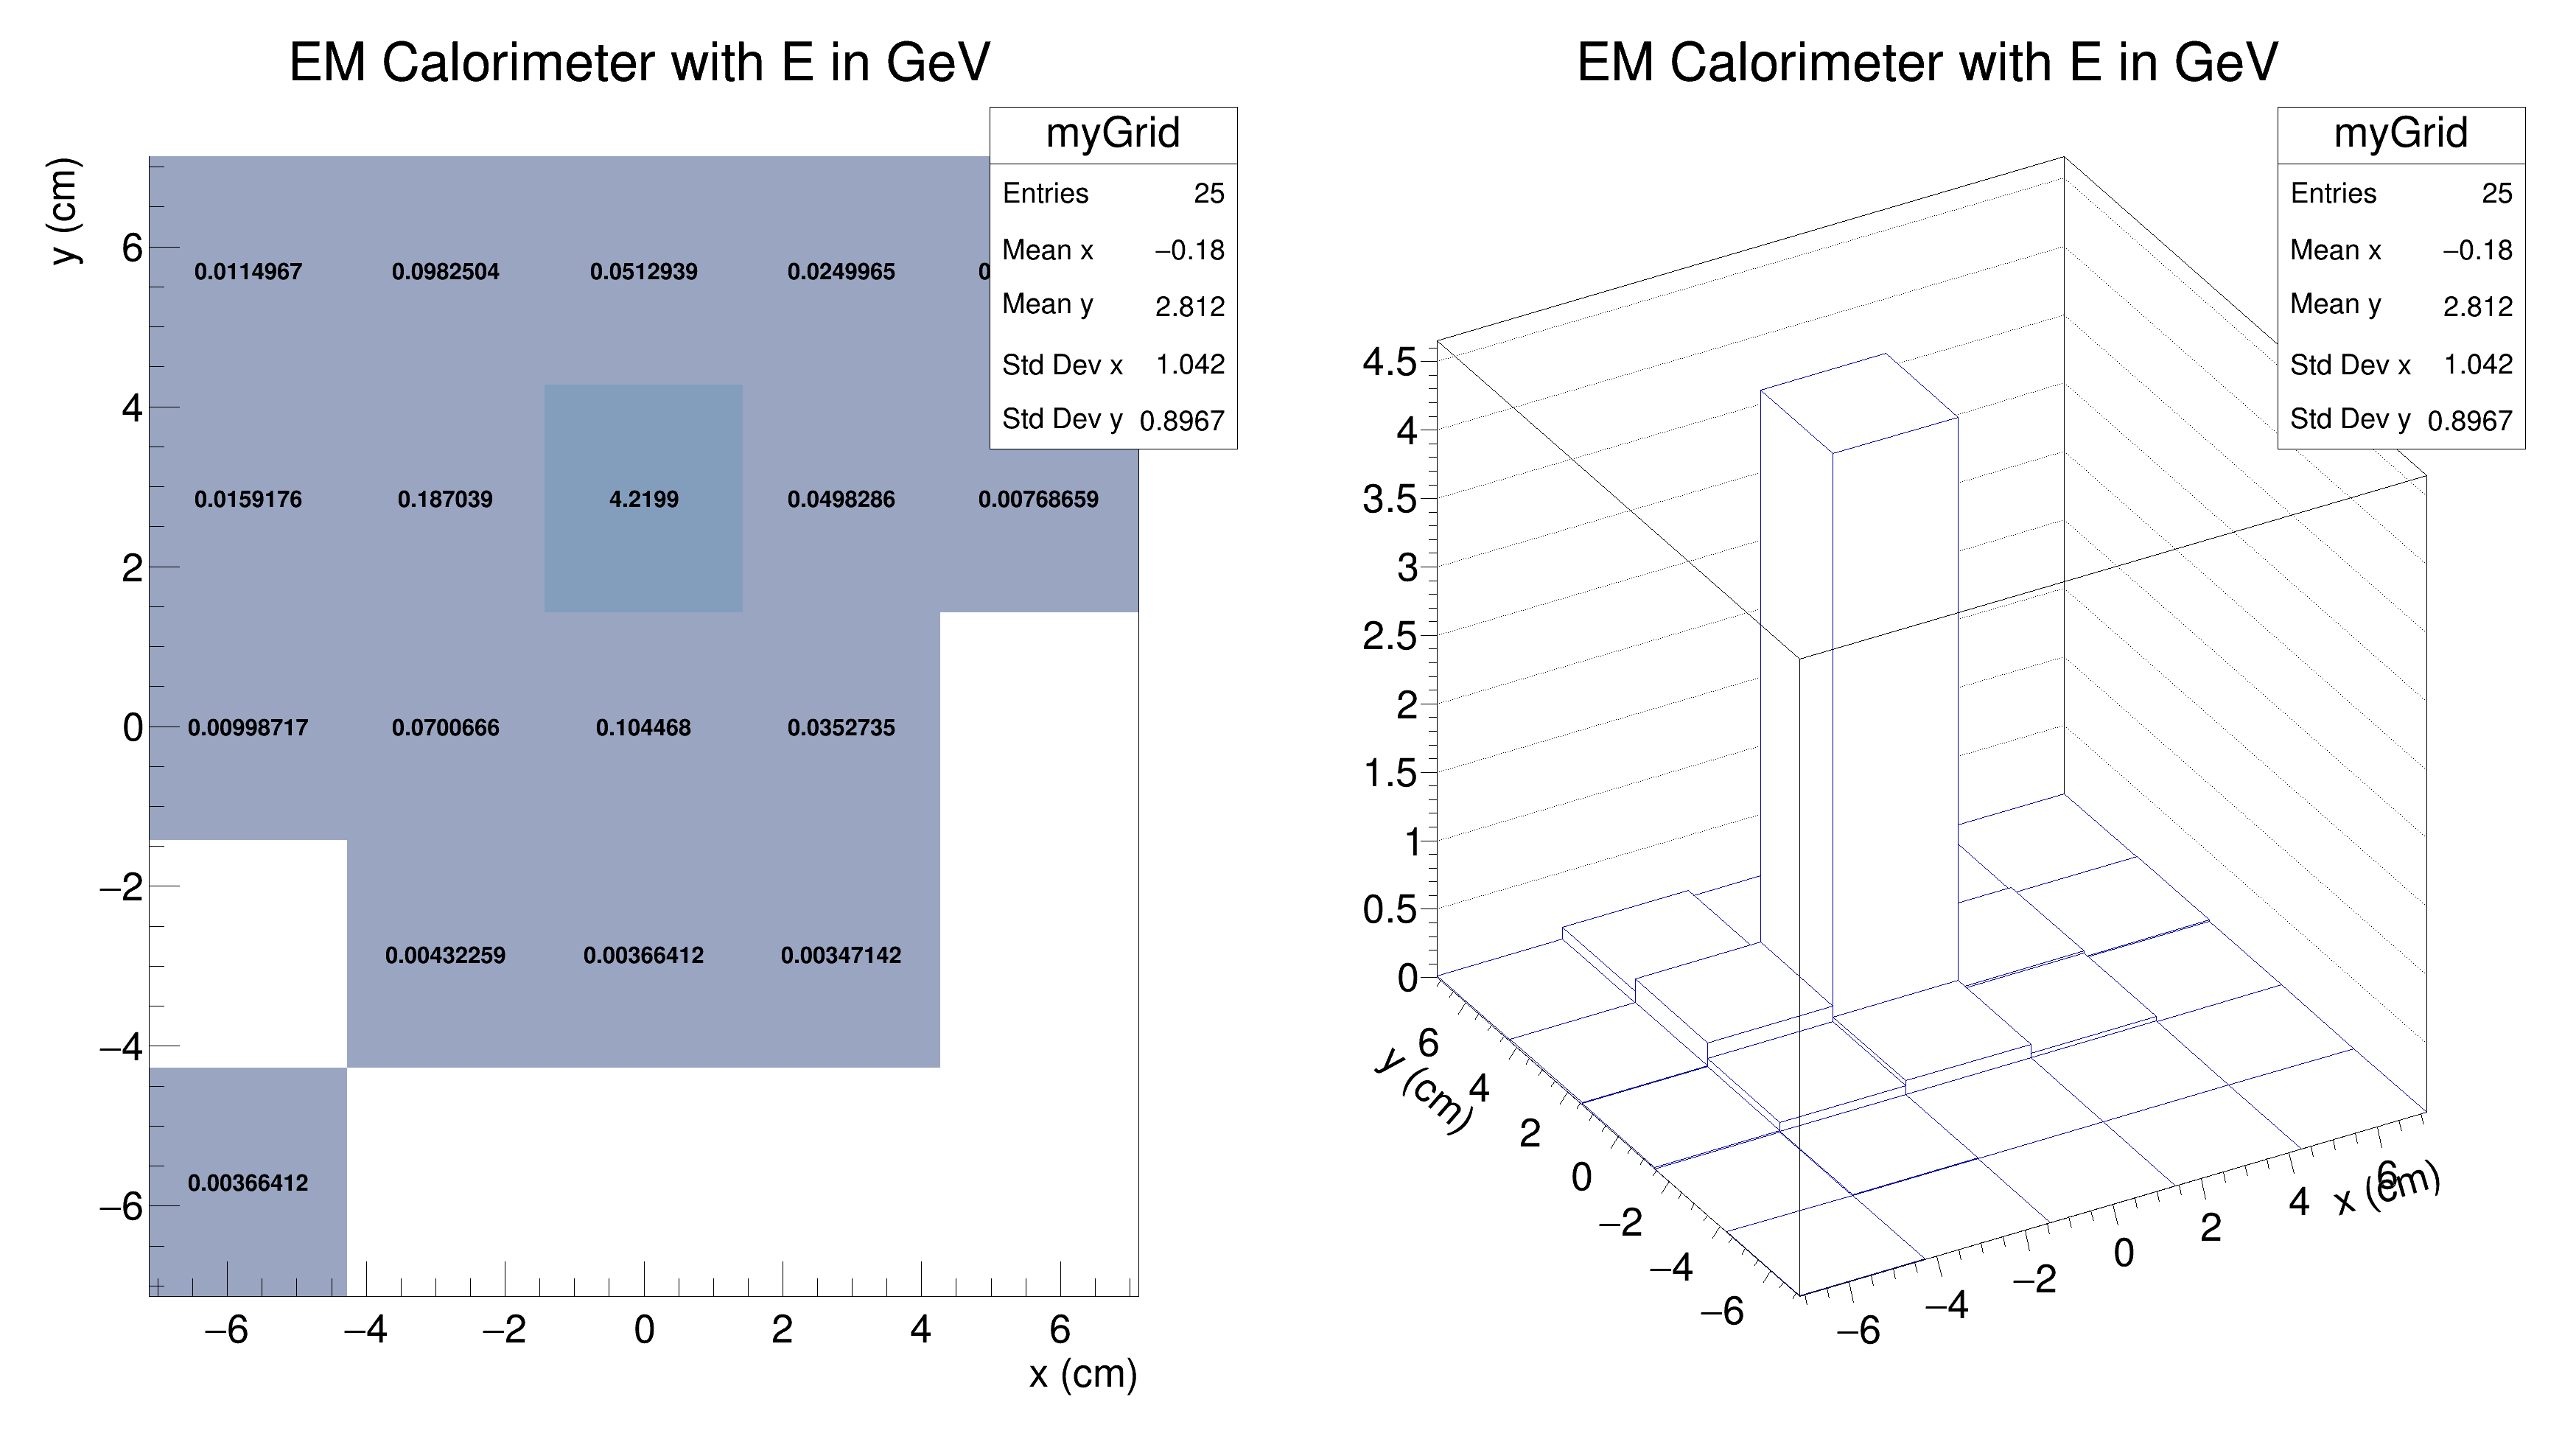 EM Calorimeter with E in GeV
myGrid
Entries 25
Mean x −0.18
Mean y 2.812
Std Dev x 1.042
Std Dev y 0.8967
y (cm)
6
4
2
0
−2
−4
−6
0.0114967 0.0982504 0.0512939 0.0249965
0.0159176 0.187039 4.2199 0.0498286 0.00768659
0.00998717 0.0700666 0.104468 0.0352735
0.00432259 0.00366412 0.00347142
0.00366412
−6 −4 −2 0 2 4 6
x (cm)
EM Calorimeter with E in GeV
myGrid
Entries 25
Mean x −0.18
Mean y 2.812
Std Dev x 1.042
Std Dev y 0.8967
4.5
4
3.5
3
2.5
2
1.5
1
0.5
0
y (cm)
6
4
2
0
−2
−4
−6
−6 −4 −2 0 2 4 6
x (cm)